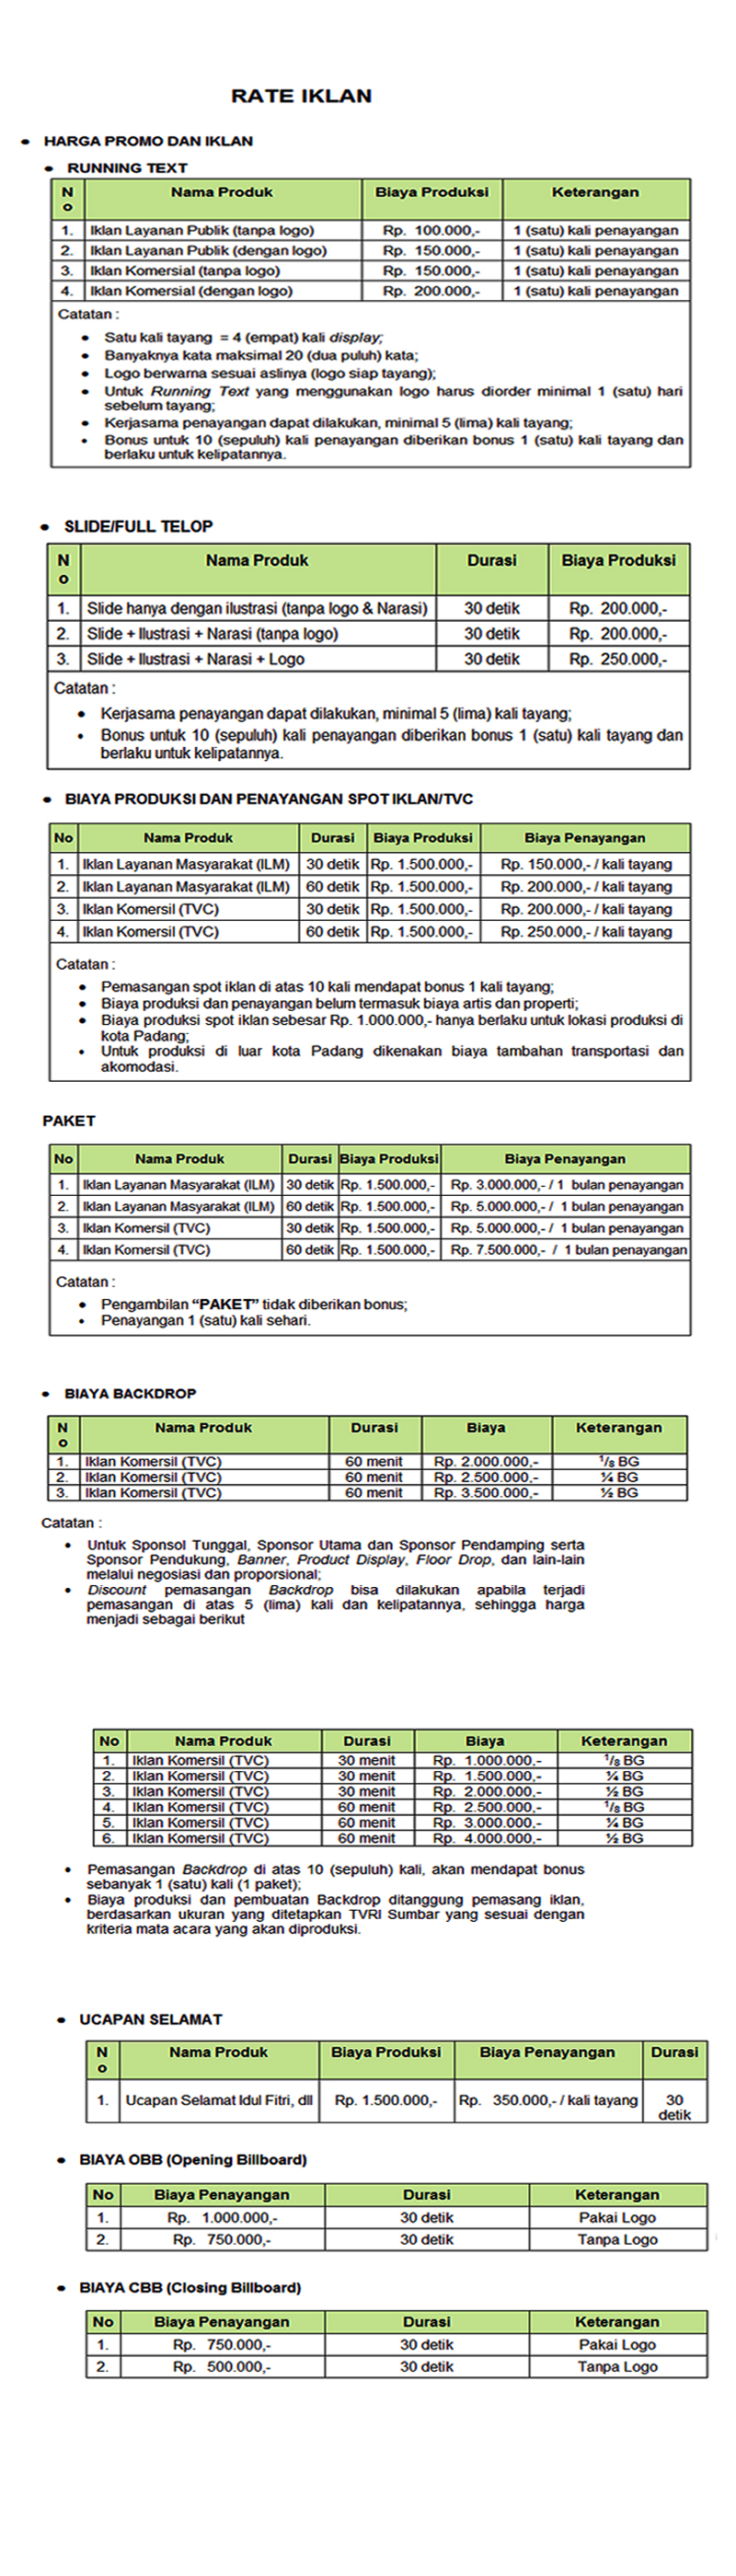 RATE IKLAN
• HARGA PROMO DAN IKLAN
• RUNNING TEXT
No Nama Produk Biaya Produksi Keterangan
1. Iklan Layanan Publik (tanpa logo) Rp. 100.000,- 1 (satu) kali penayangan
2. Iklan Layanan Publik (dengan logo) Rp. 150.000,- 1 (satu) kali penayangan
3. Iklan Komersial (tanpa logo) Rp. 150.000,- 1 (satu) kali penayangan
4. Iklan Komersial (dengan logo) Rp. 200.000,- 1 (satu) kali penayangan
Catatan :
• Satu kali tayang = 4 (empat) kali display;
• Banyaknya kata maksimal 20 (dua puluh) kata;
• Logo berwarna sesuai aslinya (logo siap tayang);
• Untuk Running Text yang menggunakan logo harus diorder minimal 1 (satu) hari
sebelum tayang;
• Kerjasama penayangan dapat dilakukan, minimal 5 (lima) kali tayang;
• Bonus untuk 10 (sepuluh) kali penayangan diberikan bonus 1 (satu) kali tayang dan
berlaku untuk kelipatannya.
• SLIDE/FULL TELOP
No Nama Produk Durasi Biaya Produksi
1. Slide hanya dengan ilustrasi (tanpa logo & Narasi) 30 detik Rp. 200.000,-
2. Slide + Ilustrasi + Narasi (tanpa logo) 30 detik Rp. 200.000,-
3. Slide + Ilustrasi + Narasi + Logo 30 detik Rp. 250.000,-
Catatan :
• Kerjasama penayangan dapat dilakukan, minimal 5 (lima) kali tayang;
• Bonus untuk 10 (sepuluh) kali penayangan diberikan bonus 1 (satu) kali tayang dan
berlaku untuk kelipatannya.
• BIAYA PRODUKSI DAN PENAYANGAN SPOT IKLAN/TVC
No Nama Produk Durasi Biaya Produksi Biaya Penayangan
1. Iklan Layanan Masyarakat (ILM) 30 detik Rp. 1.500.000,- Rp. 150.000,- / kali tayang
2. Iklan Layanan Masyarakat (ILM) 60 detik Rp. 1.500.000,- Rp. 200.000,- / kali tayang
3. Iklan Komersil (TVC) 30 detik Rp. 1.500.000,- Rp. 200.000,- / kali tayang
4. Iklan Komersil (TVC) 60 detik Rp. 1.500.000,- Rp. 250.000,- / kali tayang
Catatan :
• Pemasangan spot iklan di atas 10 kali mendapat bonus 1 kali tayang;
• Biaya produksi dan penayangan belum termasuk biaya artis dan properti;
• Biaya produksi spot iklan sebesar Rp. 1.000.000,- hanya berlaku untuk lokasi produksi di
kota Padang;
• Untuk produksi di luar kota Padang dikenakan biaya tambahan transportasi dan
akomodasi.
PAKET
No Nama Produk Durasi Biaya Produksi Biaya Penayangan
1. Iklan Layanan Masyarakat (ILM) 30 detik Rp. 1.500.000,- Rp. 3.000.000,- / 1 bulan penayangan
2. Iklan Layanan Masyarakat (ILM) 60 detik Rp. 1.500.000,- Rp. 5.000.000,- / 1 bulan penayangan
3. Iklan Komersil (TVC) 30 detik Rp. 1.500.000,- Rp. 5.000.000,- / 1 bulan penayangan
4. Iklan Komersil (TVC) 60 detik Rp. 1.500.000,- Rp. 7.500.000,- / 1 bulan penayangan
Catatan :
• Pengambilan “PAKET” tidak diberikan bonus;
• Penayangan 1 (satu) kali sehari.
• BIAYA BACKDROP
No Nama Produk Durasi Biaya Keterangan
1. Iklan Komersil (TVC) 60 menit Rp. 2.000.000,- 1/8 BG
2. Iklan Komersil (TVC) 60 menit Rp. 2.500.000,- ¼ BG
3. Iklan Komersil (TVC) 60 menit Rp. 3.500.000,- ½ BG
Catatan :
• Untuk Sponsol Tunggal, Sponsor Utama dan Sponsor Pendamping serta
Sponsor Pendukung, Banner, Product Display, Floor Drop, dan lain-lain
melalui negosiasi dan proporsional;
• Discount pemasangan Backdrop bisa dilakukan apabila terjadi
pemasangan di atas 5 (lima) kali dan kelipatannya, sehingga harga
menjadi sebagai berikut
No Nama Produk Durasi Biaya Keterangan
1. Iklan Komersil (TVC) 30 menit Rp. 1.000.000,- 1/8 BG
2. Iklan Komersil (TVC) 30 menit Rp. 1.500.000,- ¼ BG
3. Iklan Komersil (TVC) 30 menit Rp. 2.000.000,- ½ BG
4. Iklan Komersil (TVC) 60 menit Rp. 2.500.000,- 1/8 BG
5. Iklan Komersil (TVC) 60 menit Rp. 3.000.000,- ¼ BG
6. Iklan Komersil (TVC) 60 menit Rp. 4.000.000,- ½ BG
• Pemasangan Backdrop di atas 10 (sepuluh) kali, akan mendapat bonus
sebanyak 1 (satu) kali (1 paket);
• Biaya produksi dan pembuatan Backdrop ditanggung pemasang iklan,
berdasarkan ukuran yang ditetapkan TVRI Sumbar yang sesuai dengan
kriteria mata acara yang akan diproduksi.
• UCAPAN SELAMAT
No Nama Produk Biaya Produksi Biaya Penayangan Durasi
1. Ucapan Selamat Idul Fitri, dll Rp. 1.500.000,- Rp. 350.000,- / kali tayang 30
detik
• BIAYA OBB (Opening Billboard)
No Biaya Penayangan Durasi Keterangan
1. Rp. 1.000.000,- 30 detik Pakai Logo
2. Rp. 750.000,- 30 detik Tanpa Logo
• BIAYA CBB (Closing Billboard)
No Biaya Penayangan Durasi Keterangan
1. Rp. 750.000,- 30 detik Pakai Logo
2. Rp. 500.000,- 30 detik Tanpa Logo